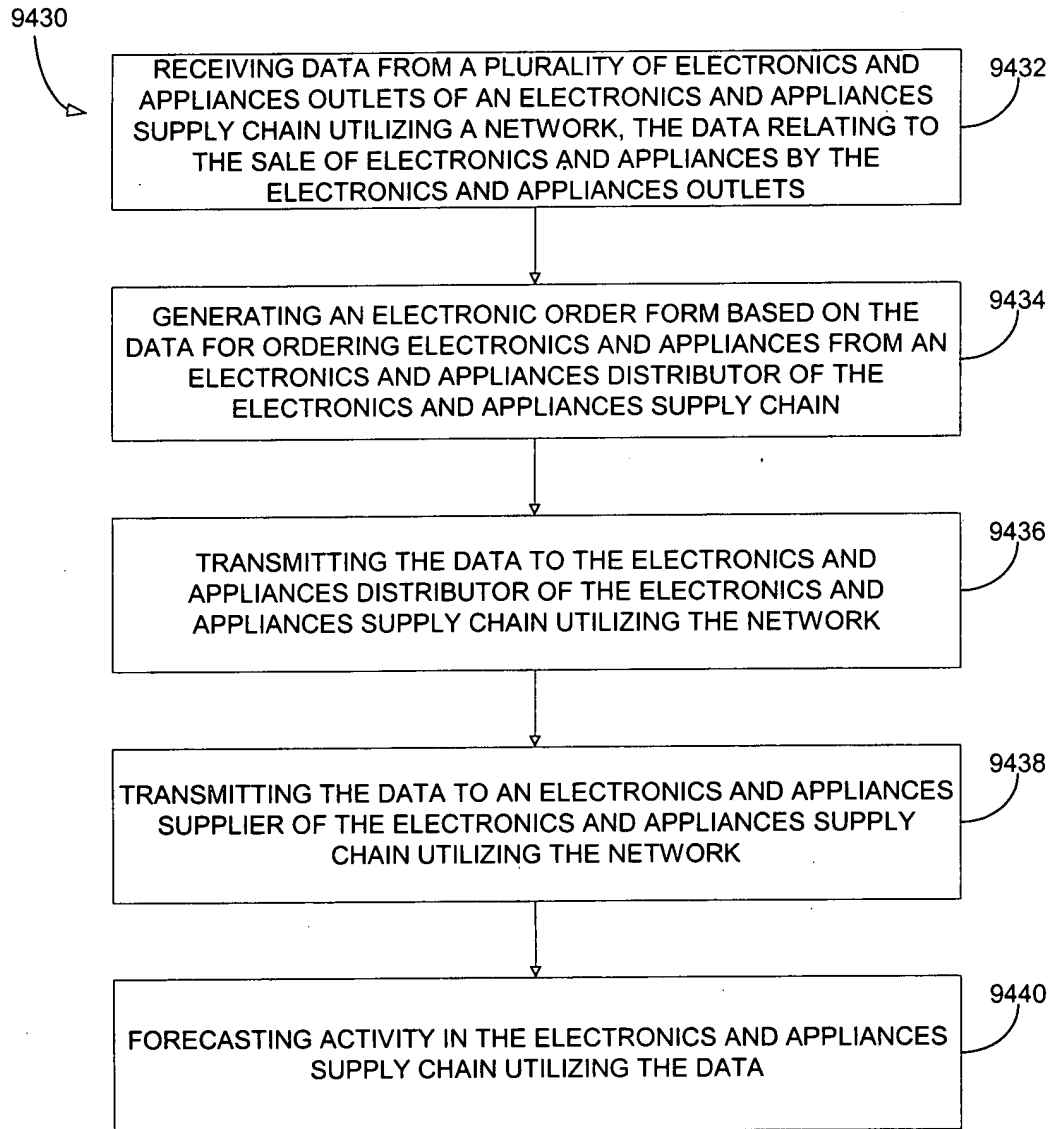 9430
RECEIVING DATA FROM A PLURALITY OF ELECTRONICS AND
APPLIANCES OUTLETS OF AN ELECTRONICS AND APPLIANCES
SUPPLY CHAIN UTILIZING A NETWORK, THE DATA RELATING TO
THE SALE OF ELECTRONICS AND APPLIANCES BY THE
ELECTRONICS AND APPLIANCES OUTLETS
9432
GENERATING AN ELECTRONIC ORDER FORM BASED ON THE
DATA FOR ORDERING ELECTRONICS AND APPLIANCES FROM AN
ELECTRONICS AND APPLIANCES DISTRIBUTOR OF THE
ELECTRONICS AND APPLIANCES SUPPLY CHAIN
9434
TRANSMITTING THE DATA TO THE ELECTRONICS AND
APPLIANCES DISTRIBUTOR OF THE ELECTRONICS AND
APPLIANCES SUPPLY CHAIN UTILIZING THE NETWORK
9436
TRANSMITTING THE DATA TO AN ELECTRONICS AND APPLIANCES
SUPPLIER OF THE ELECTRONICS AND APPLIANCES SUPPLY
CHAIN UTILIZING THE NETWORK
9438
FORECASTING ACTIVITY IN THE ELECTRONICS AND APPLIANCES
SUPPLY CHAIN UTILIZING THE DATA
9440